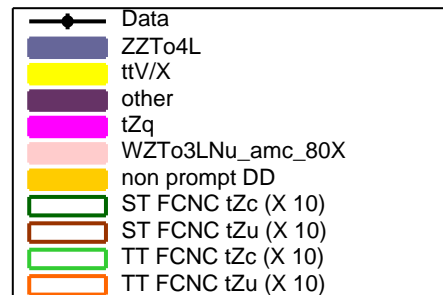 Data
ZZTo4L
ttV/X
other
tZq
WZTo3LNu_amc_80X
non prompt DD
ST FCNC tZc (X 10)
ST FCNC tZu (X 10)
TT FCNC tZc (X 10)
TT FCNC tZu (X 10)